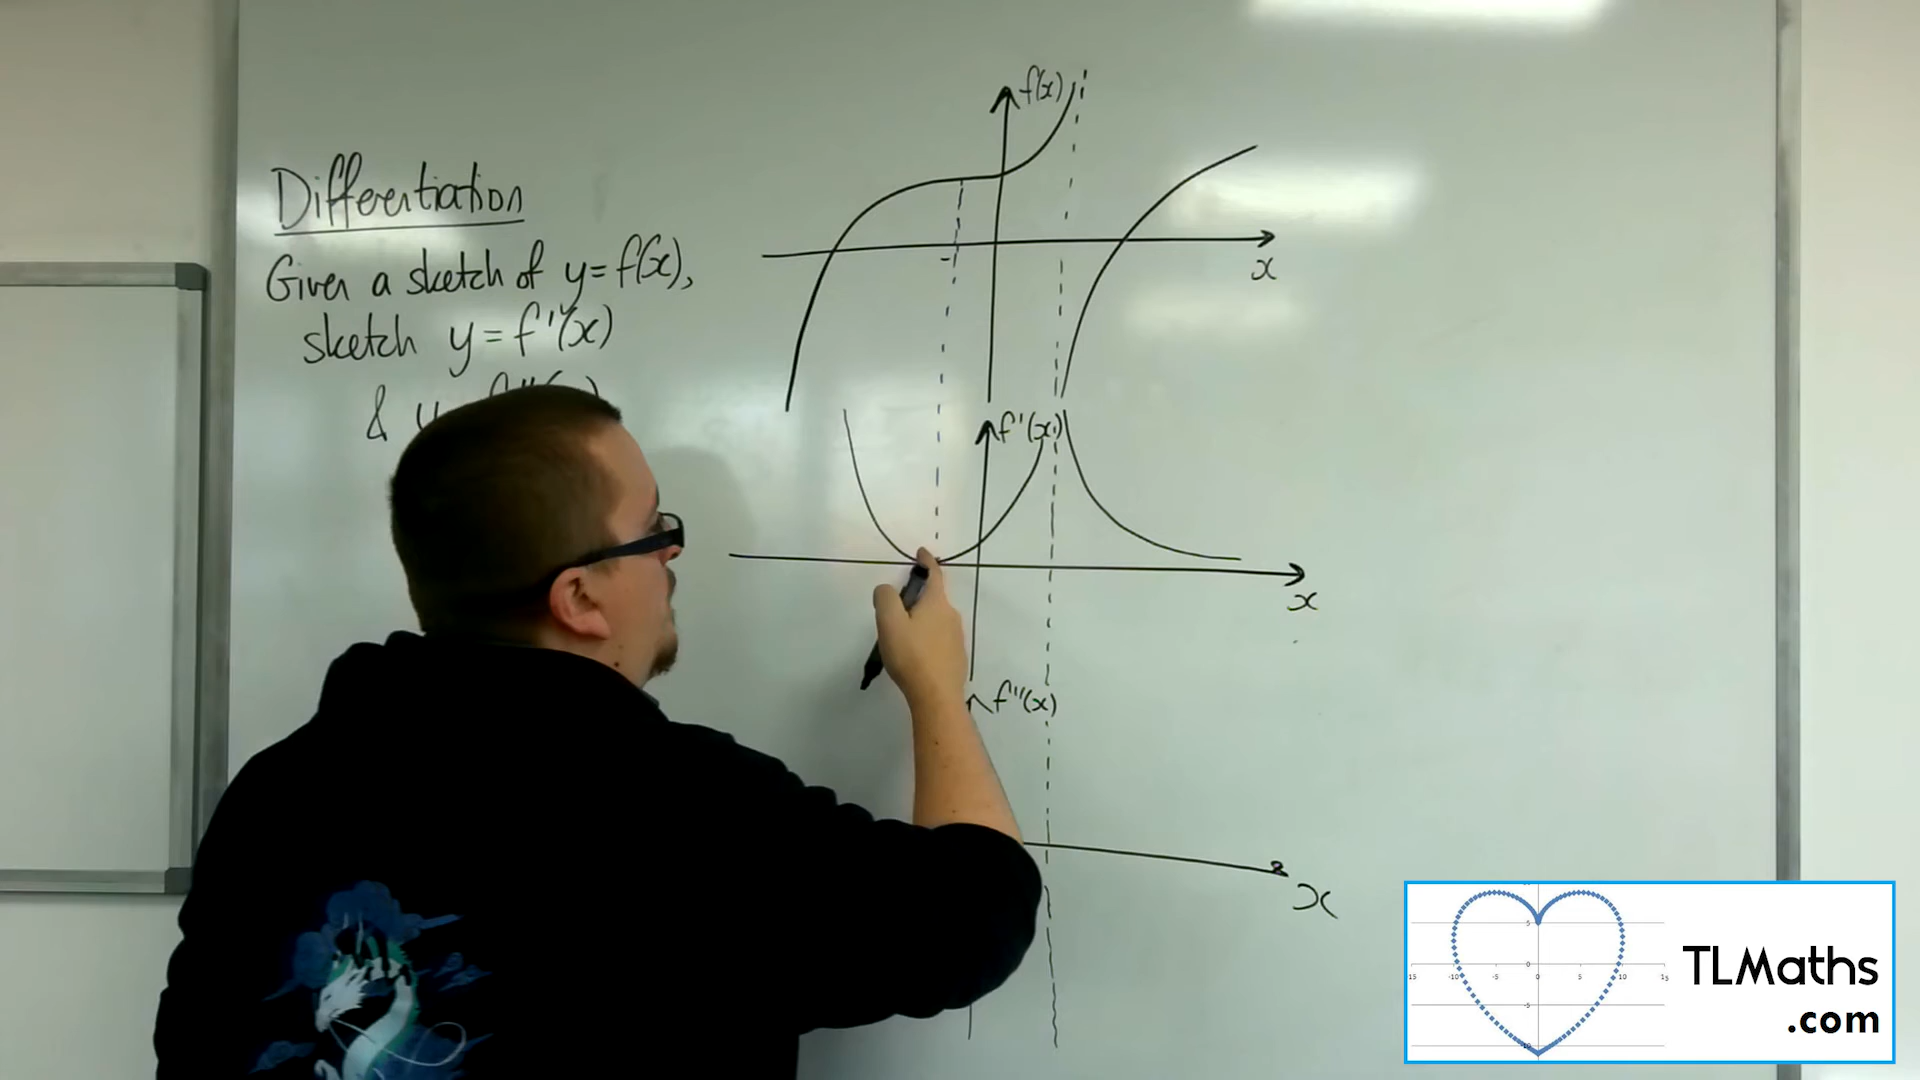 Differentiation
Given a sketch of y=f(x),
sketch y=f'(x)
&
f(x)
x
f'(x)
x
f''(x)
x
TLMaths
.com